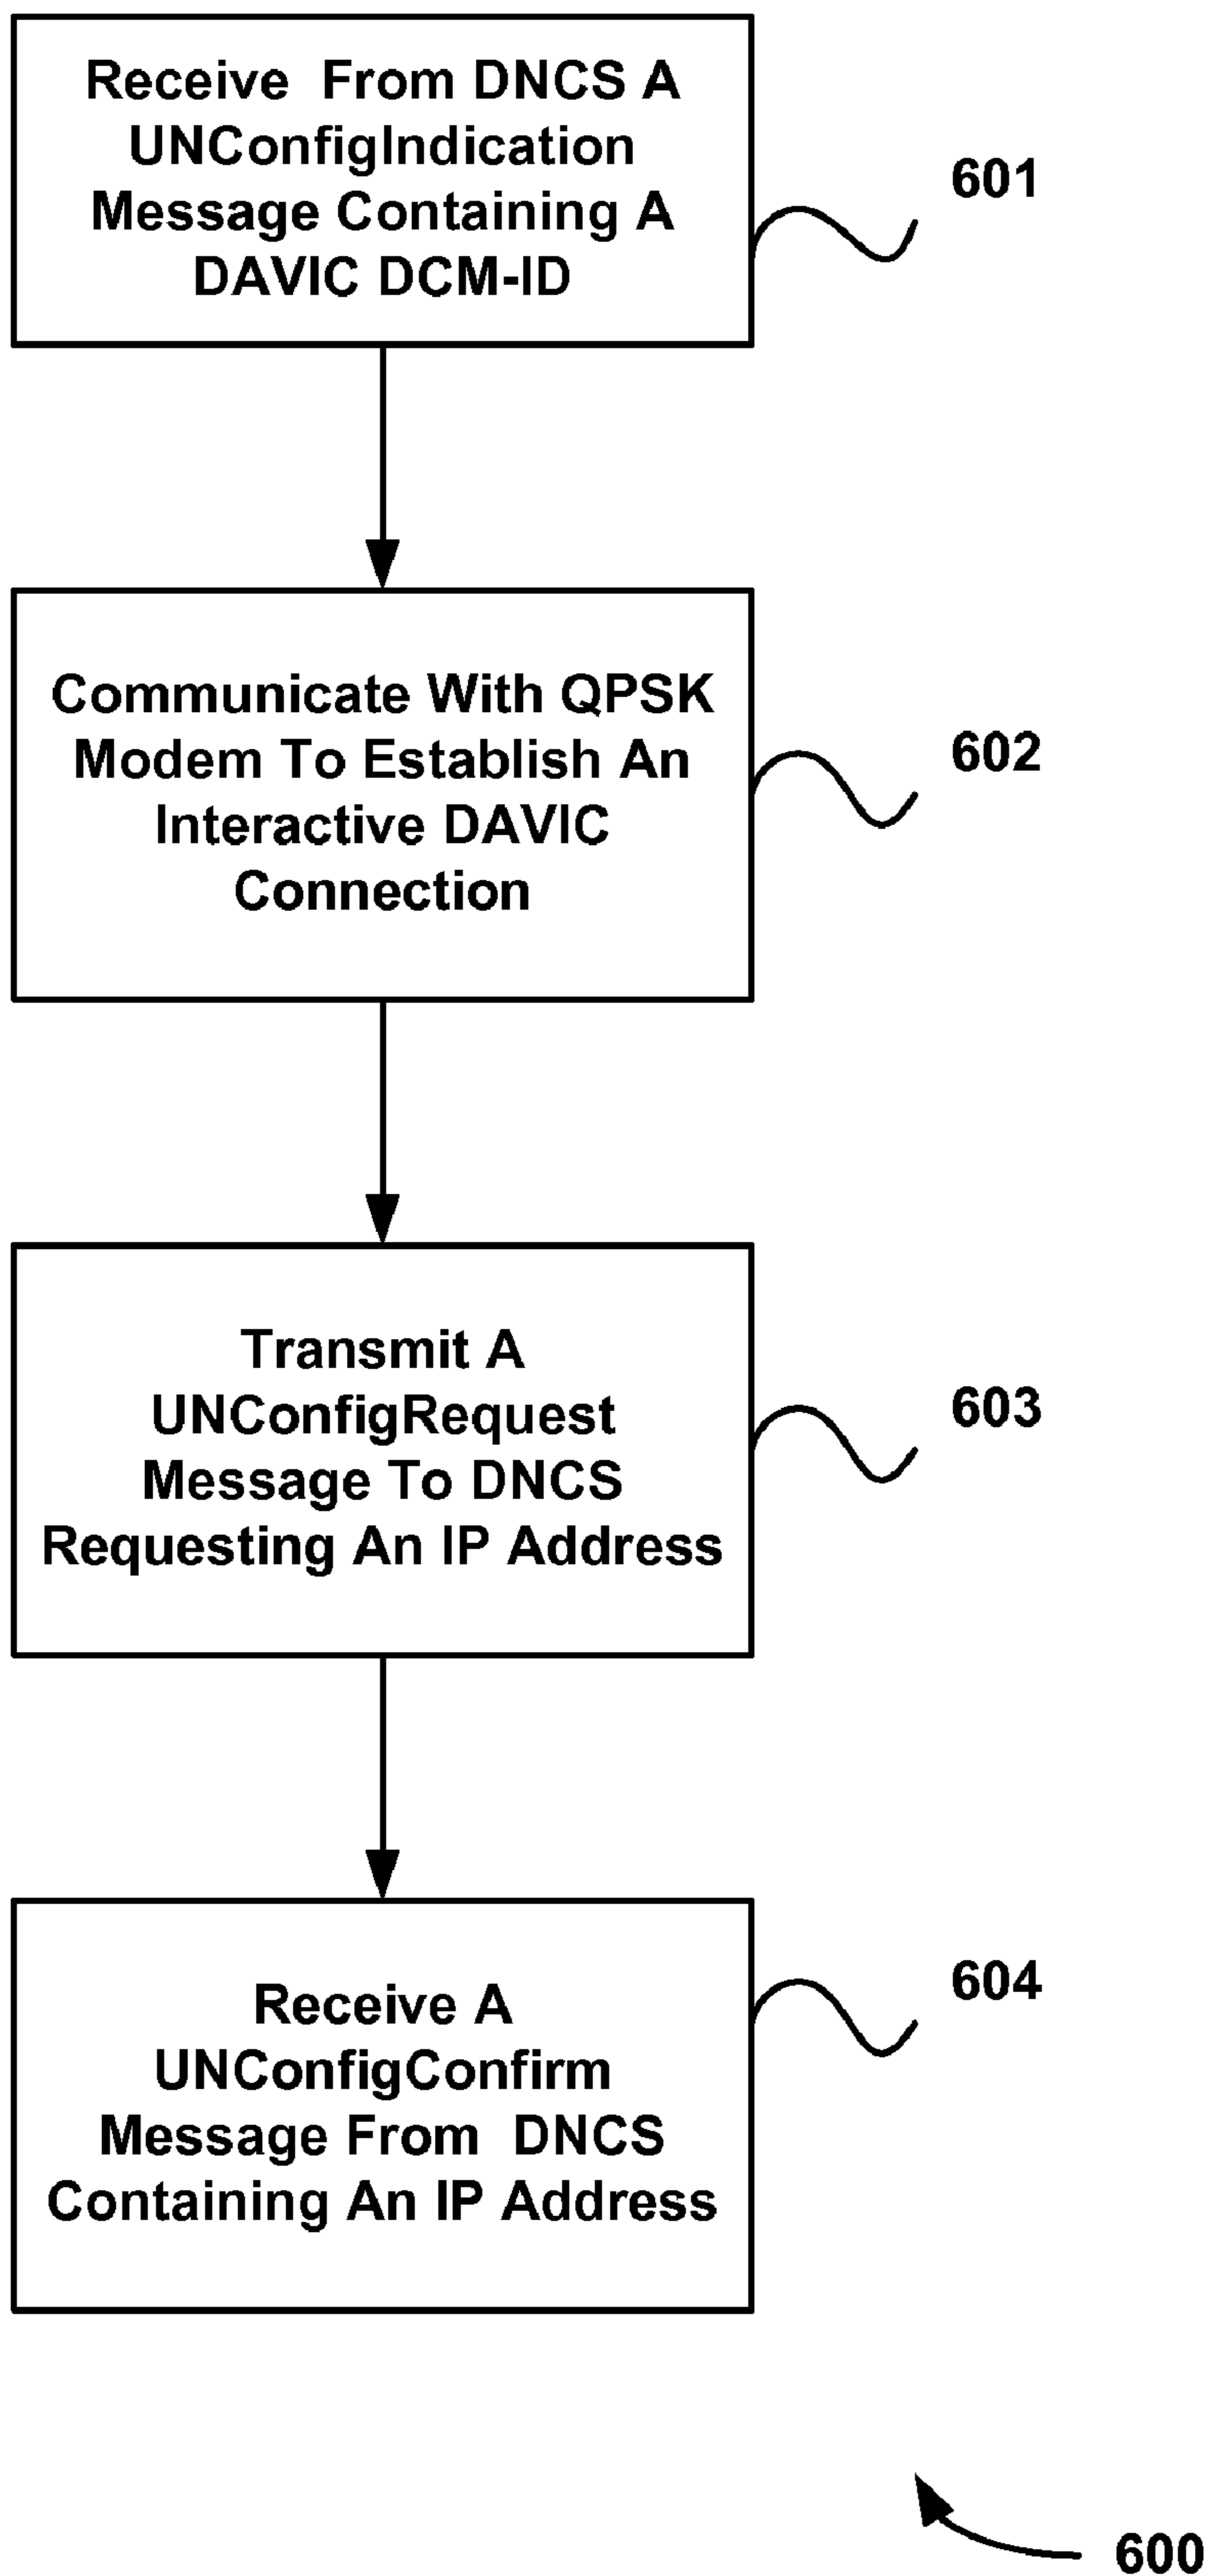 Receive From DNCS A
UNConfigIndication
Message Containing A
DAVIC DCM-ID
601
Communicate With QPSK
Modem To Establish An
Interactive DAVIC
Connection
602
Transmit A
UNConfigRequest
Message To DNCS
Requesting An IP Address
603
Receive A
UNConfigConfirm
Message From DNCS
Containing An IP Address
604
600